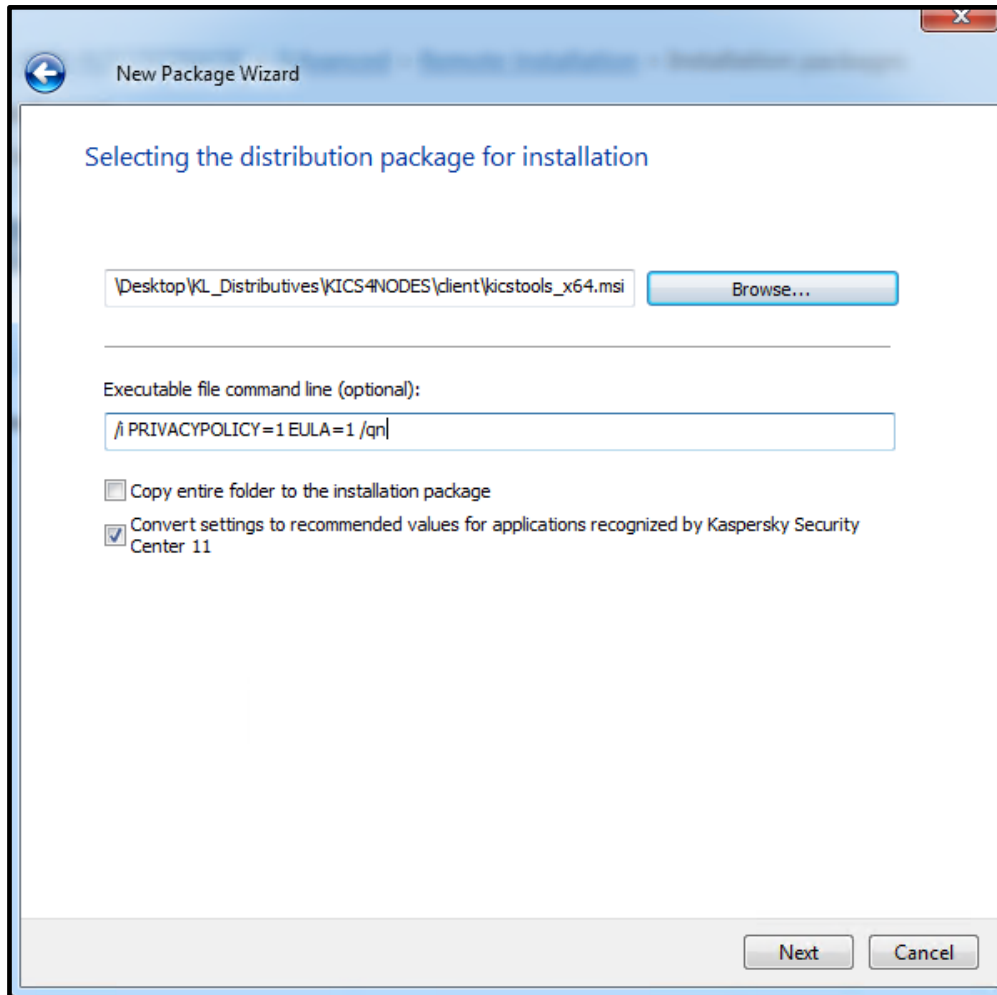 X
New Package Wizard
Selecting the distribution package for installation
\Desktop\KL_Distributives\KICS4NODES\client\kicstools_x64.msi
Browse...
Executable file command line (optional):
/i PRIVACYPOLICY=1 EULA=1 /qn
Copy entire folder to the installation package
Convert settings to recommended values for applications recognized by Kaspersky Security
Center 11
Next
Cancel